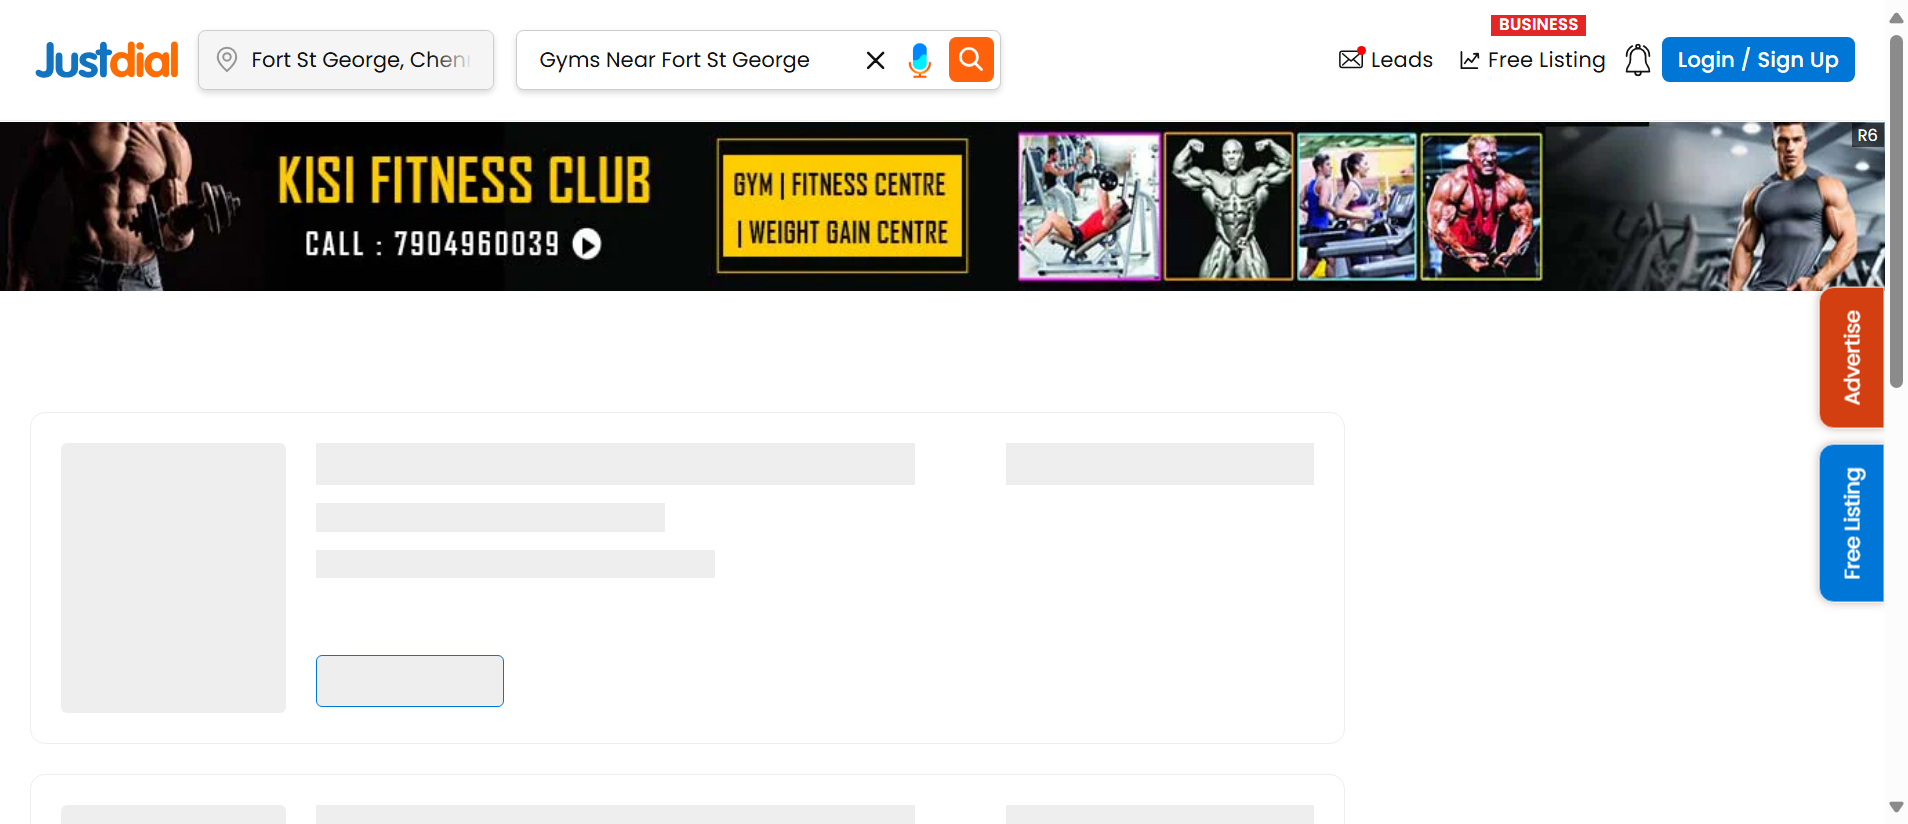 Justdial
Fort St George, Chen
Gyms Near Fort St George
BUSINESS
Leads
Free Listing
Login / Sign Up
R6
KISI FITNESS CLUB
CALL : 7904960039
GYM | FITNESS CENTRE
| WEIGHT GAIN CENTRE
Advertise
Free Listing